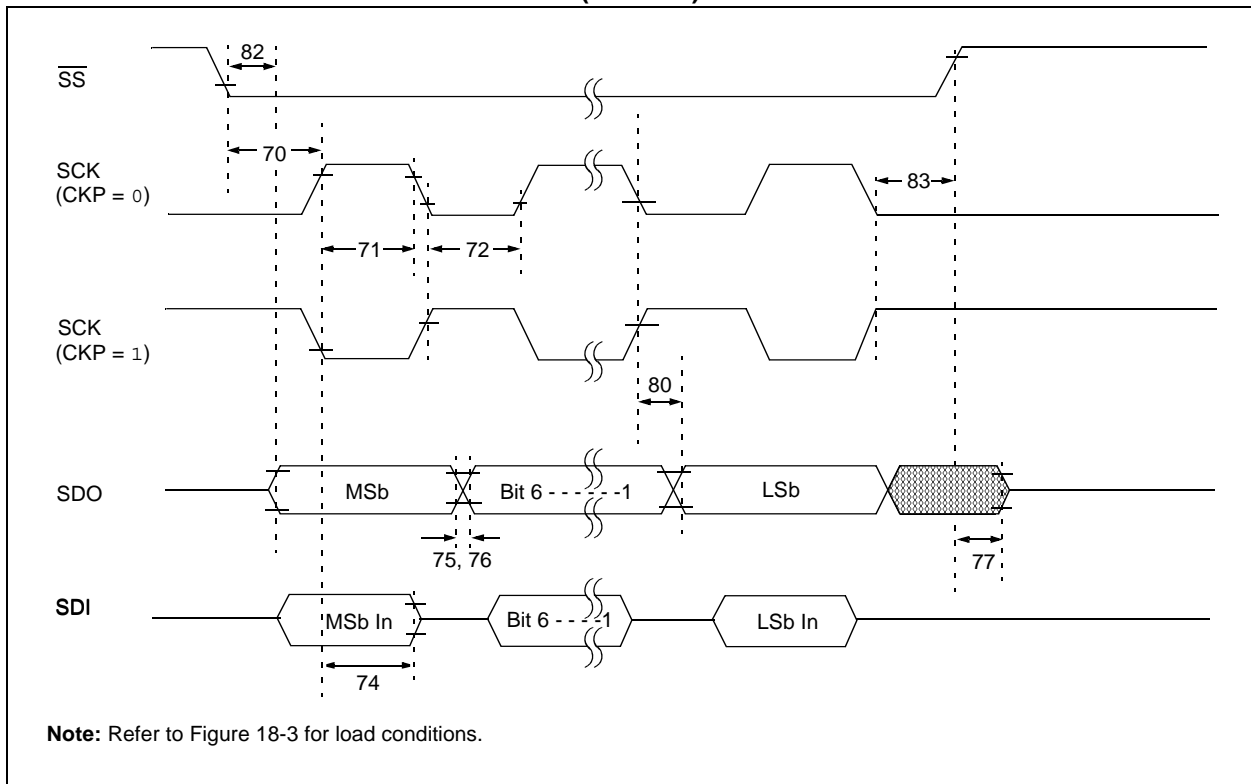 82
SS
70
SCK
(CKP = 0)
83
71
72
SCK
(CKP = 1)
80
SDO
MSb
Bit 6 - - - - - -1
LSb
75, 76
77
SDI
MSb In
Bit 6 - - - -1
LSb In
74
Note: Refer to Figure 18-3 for load conditions.